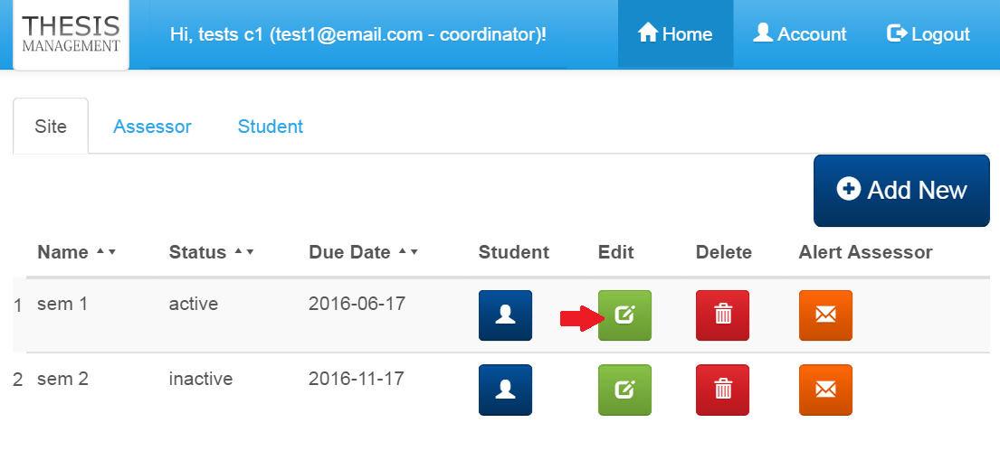 THESIS
MANAGEMENT
Hi, tests c1 (test1@email.com - coordinator)!
Home
Account
Logout
Site
Assessor
Student
Add New
Name Status Due Date Student Edit Delete Alert Assessor
1 sem 1 active 2016-06-17
2 sem 2 inactive 2016-11-17